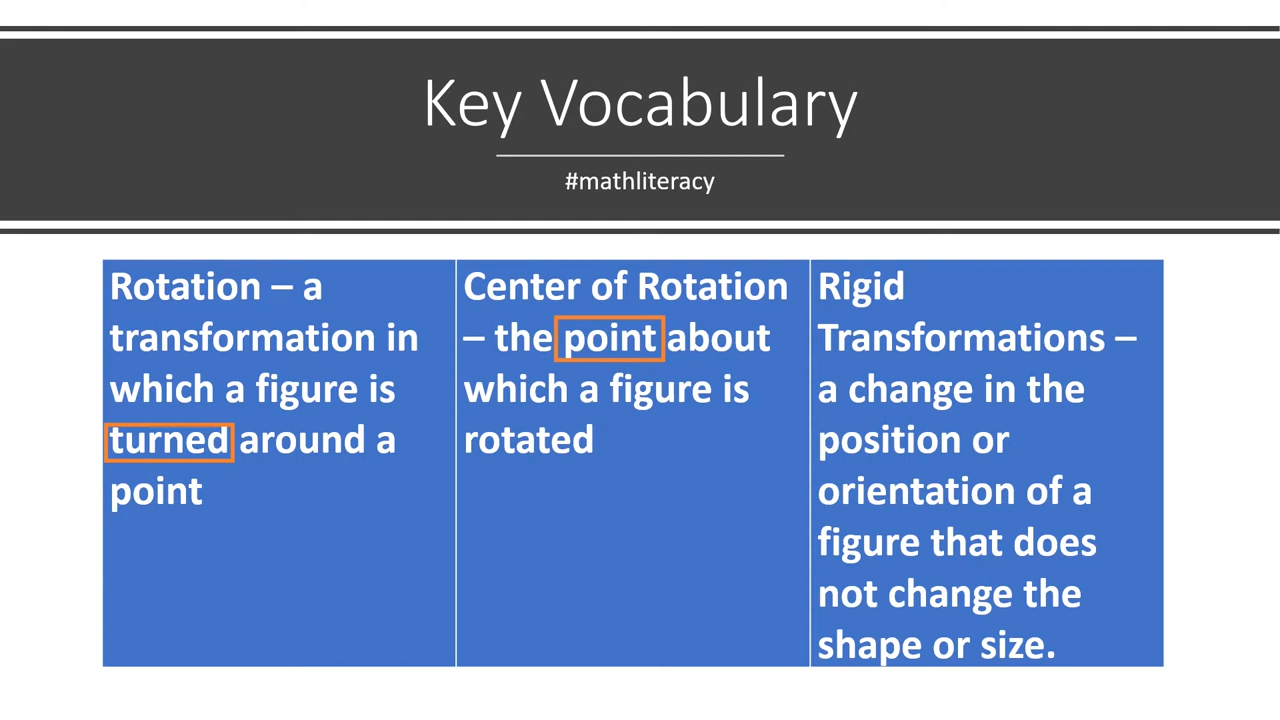 Key Vocabulary
#mathliteracy
Rotation – a
transformation in
which a figure is
turned around a
point
Center of Rotation
– the point about
which a figure is
rotated
Rigid
Transformations –
a change in the
position or
orientation of a
figure that does
not change the
shape or size.